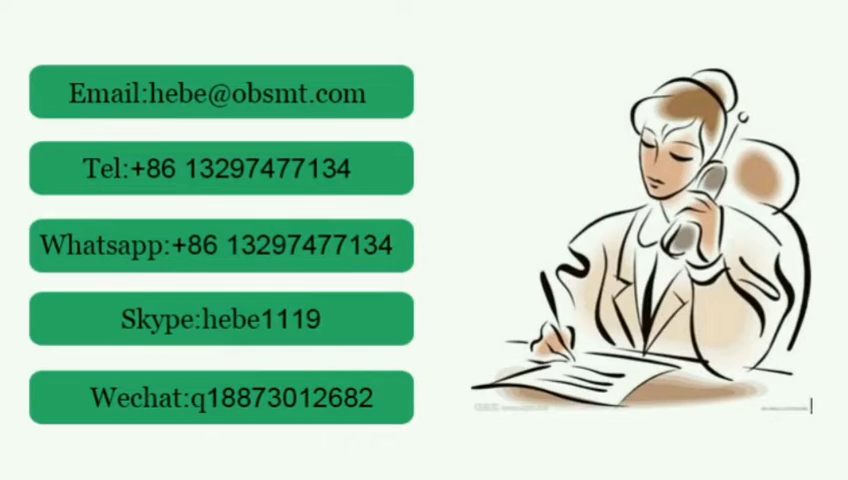 Email:hebe@obsmt.com
Tel:+86 13297477134
Whatsapp:+86 13297477134
Skype:hebe1119
Wechat:q18873012682